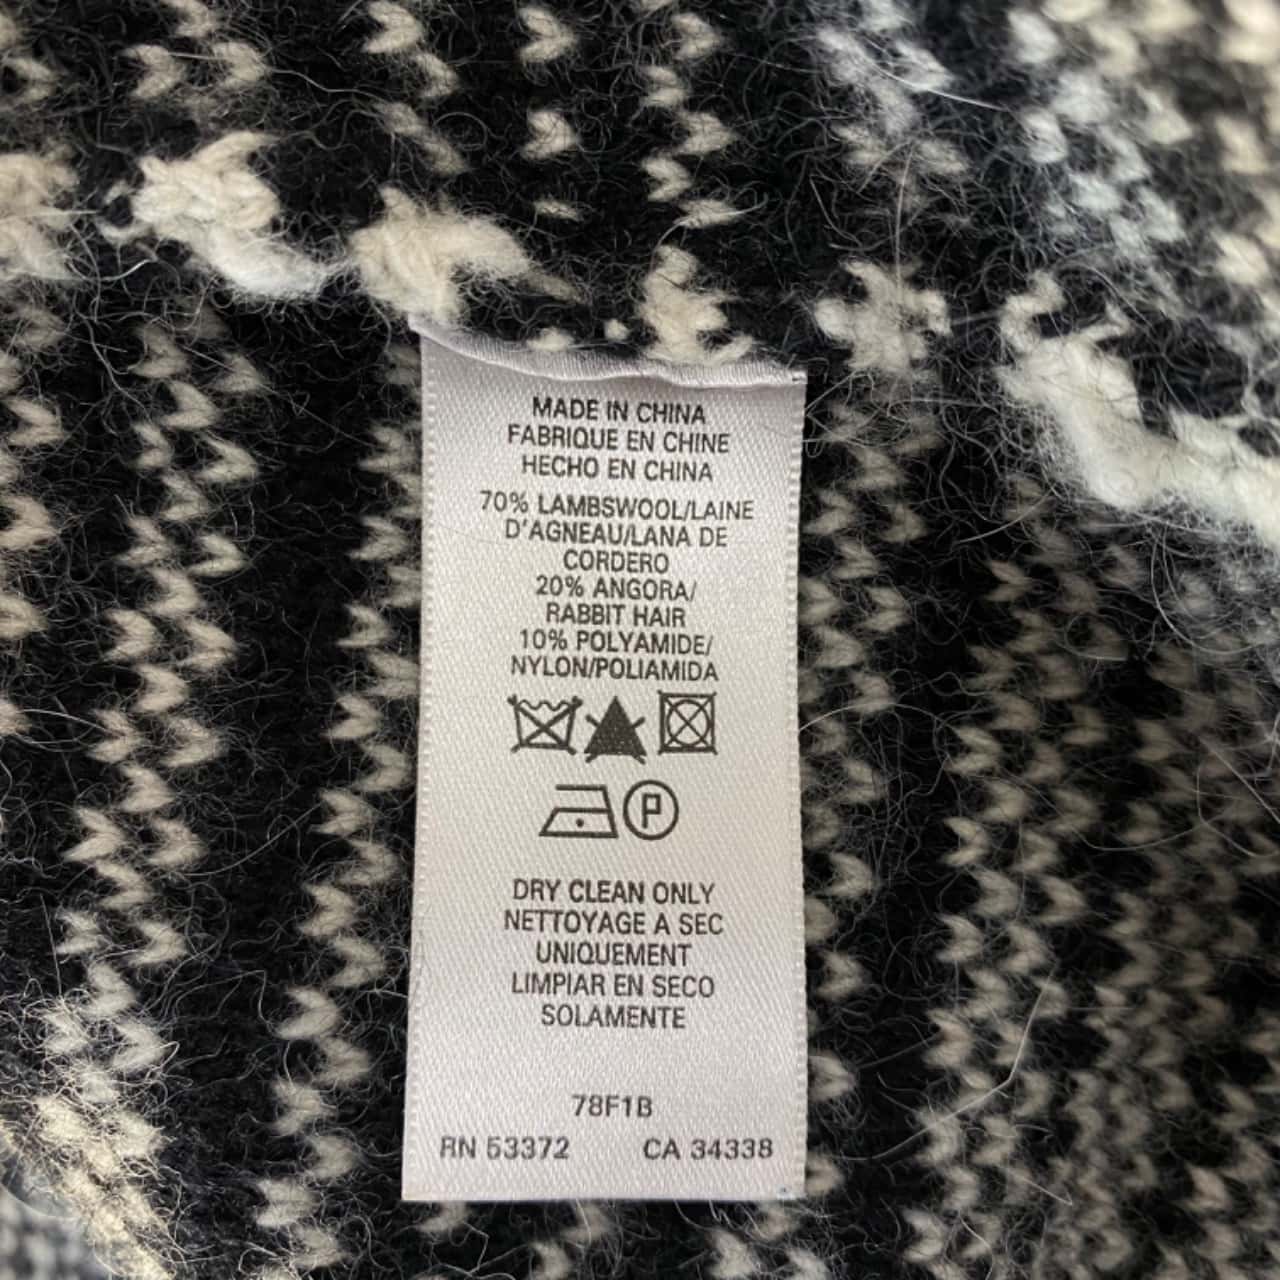 MADE IN CHINA
FABRIQUE EN CHINE
HECHO EN CHINA
70% LAMBSWOOL/LAINE
D'AGNEAU/LANA DE
CORDERO
20% ANGORA/
RABBIT HAIR
10% POLYAMIDE/
NYLON/POLIAMIDA
P
DRY CLEAN ONLY
NETTOYAGE A SEC
UNIQUEMENT
LIMPIAR EN SECO
SOLAMENTE
78F1B
RN 53372 CA 34338